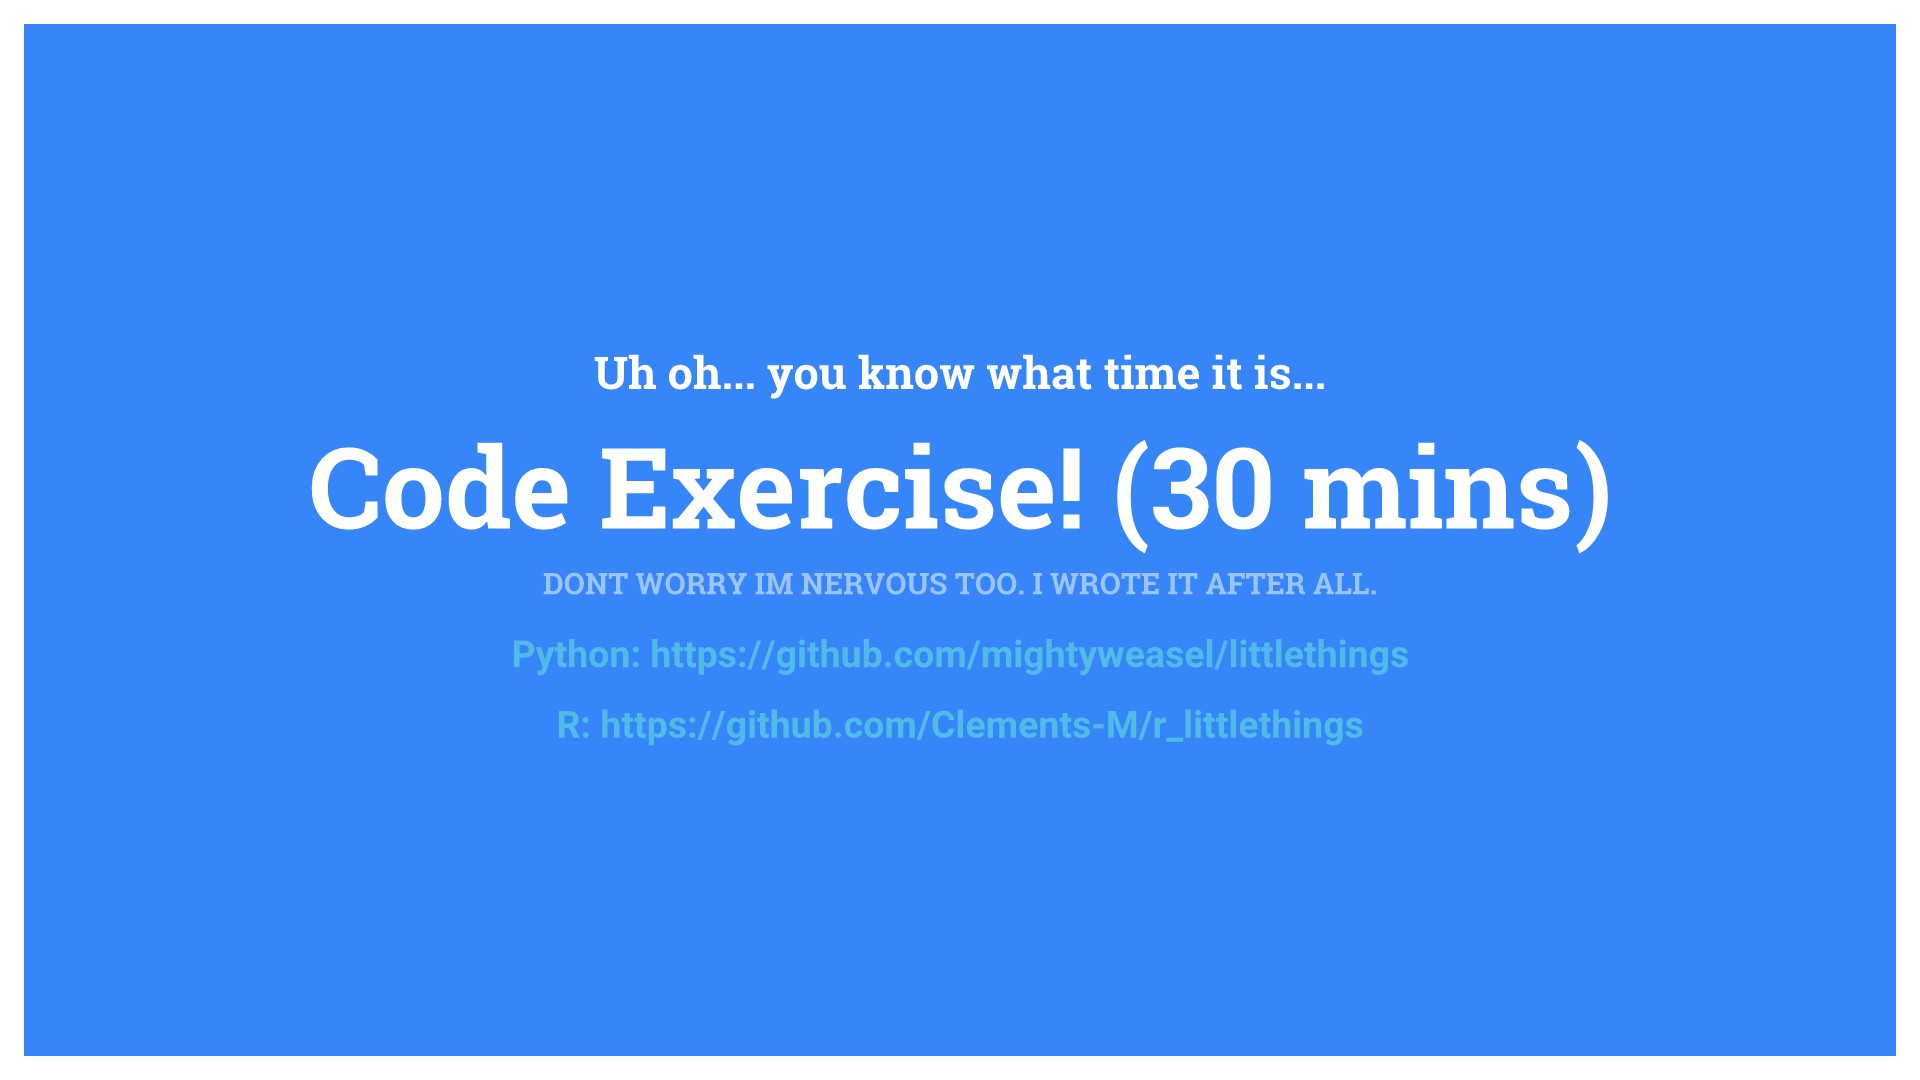 Uh oh... you know what time it is...
Code Exercise! (30 mins)
DONT WORRY IM NERVOUS TOO. I WROTE IT AFTER ALL.
Python: https://github.com/mightyweasel/littlethings
R: https://github.com/Clements-M/r_littlethings